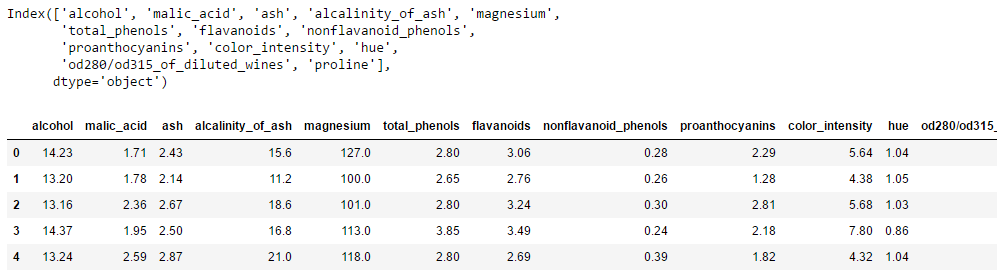 Index(['alcohol', 'malic_acid', 'ash', 'alcalinity_of_ash', 'magnesium',
'total_phenols', 'flavanoids', 'nonflavanoid_phenols',
'proanthocyanins', 'color_intensity', 'hue',
'od280/od315_of_diluted_wines', 'proline'],
dtype='object')
alcohol malic_acid ash alcalinity_of_ash magnesium total_phenols flavanoids nonflavanoid_phenols proanthocyanins color_intensity hue od280/od315_
0 14.23 1.71 2.43 15.6 127.0 2.80 3.06 0.28 2.29 5.64 1.04
1 13.20 1.78 2.14 11.2 100.0 2.65 2.76 0.26 1.28 4.38 1.05
2 13.16 2.36 2.67 18.6 101.0 2.80 3.24 0.30 2.81 5.68 1.03
3 14.37 1.95 2.50 16.8 113.0 3.85 3.49 0.24 2.18 7.80 0.86
4 13.24 2.59 2.87 21.0 118.0 2.80 2.69 0.39 1.82 4.32 1.04